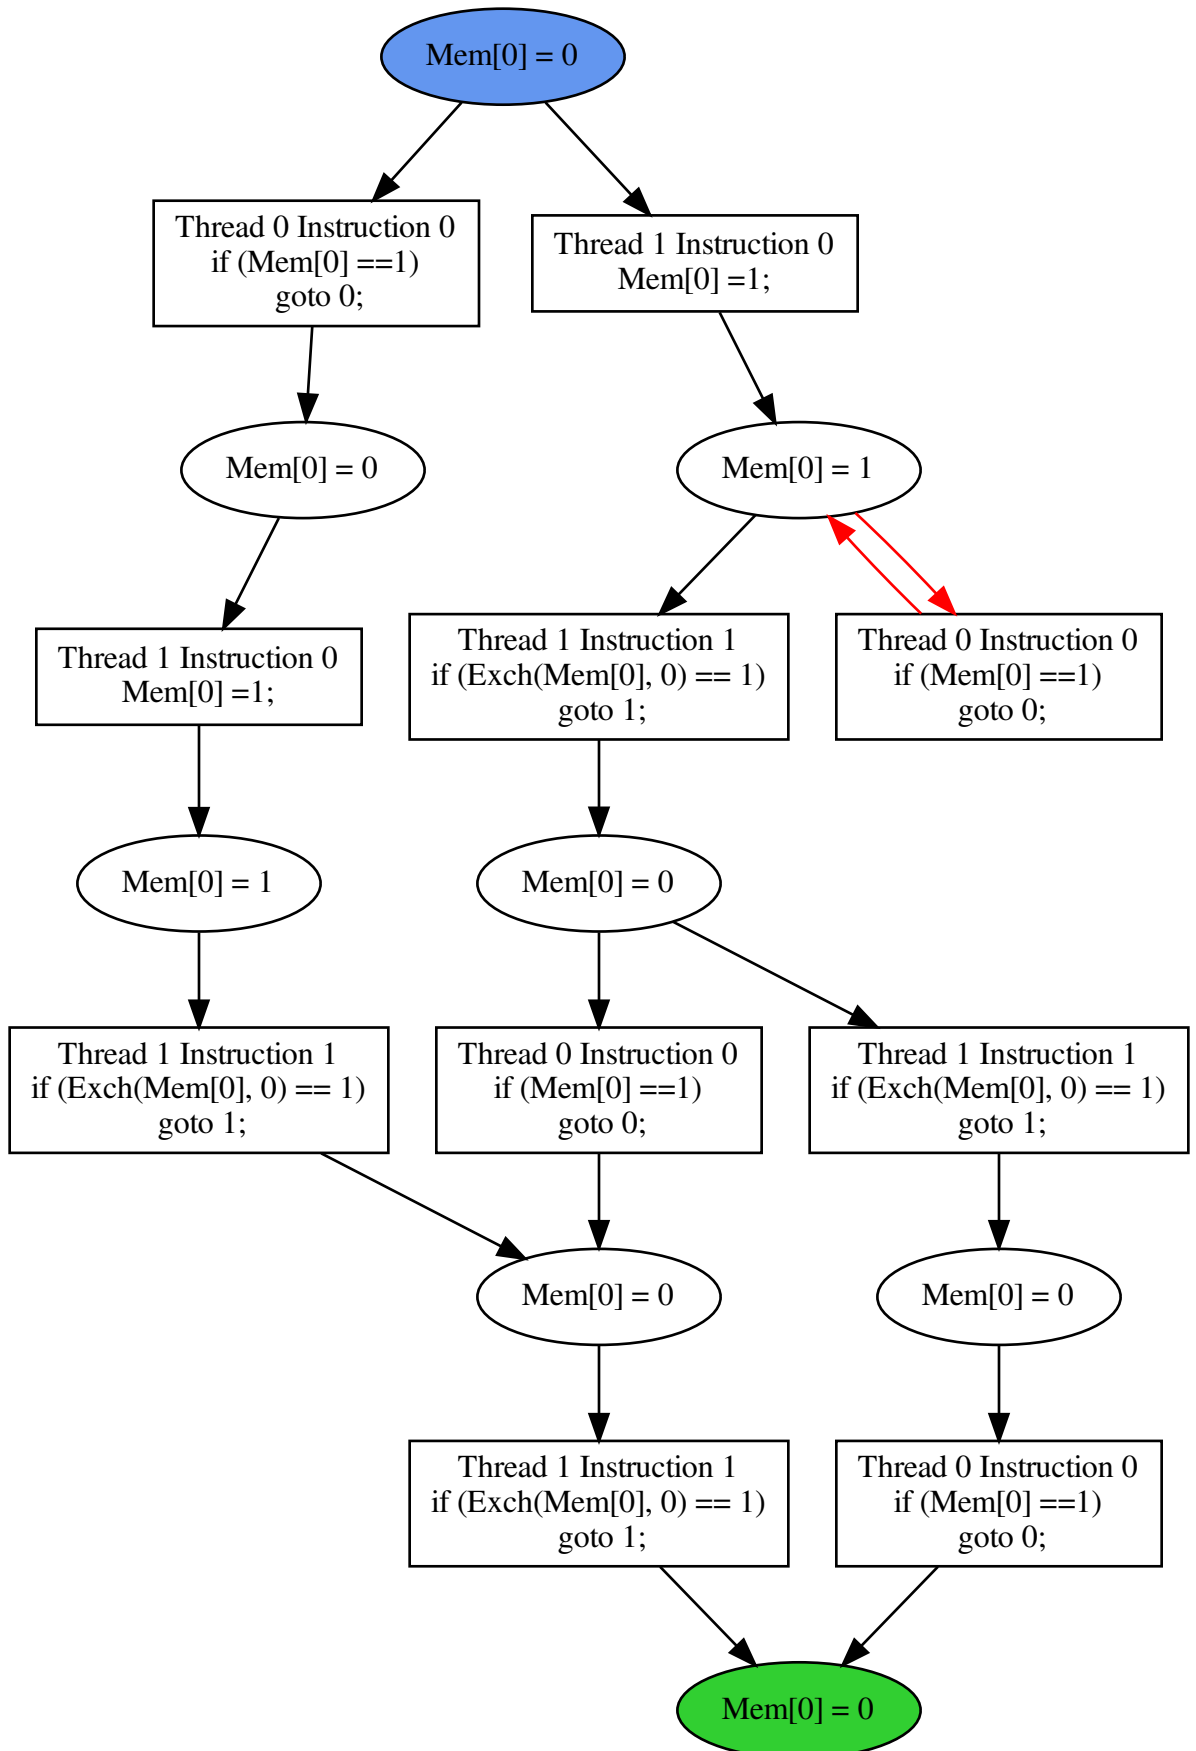 Mem[0] = 0
Thread 0 Instruction 0
if (Mem[0] ==1)
goto 0;
Thread 1 Instruction 0
Mem[0] =1;
Mem[0] = 0
Mem[0] = 1
Thread 1 Instruction 0
Mem[0] =1;
Thread 1 Instruction 1
if (Exch(Mem[0], 0) == 1)
goto 1;
Thread 0 Instruction 0
if (Mem[0] ==1)
goto 0;
Mem[0] = 1
Mem[0] = 0
Thread 1 Instruction 1
if (Exch(Mem[0], 0) == 1)
goto 1;
Thread 0 Instruction 0
if (Mem[0] ==1)
goto 0;
Thread 1 Instruction 1
if (Exch(Mem[0], 0) == 1)
goto 1;
Mem[0] = 0
Mem[0] = 0
Thread 1 Instruction 1
if (Exch(Mem[0], 0) == 1)
goto 1;
Thread 0 Instruction 0
if (Mem[0] ==1)
goto 0;
Mem[0] = 0